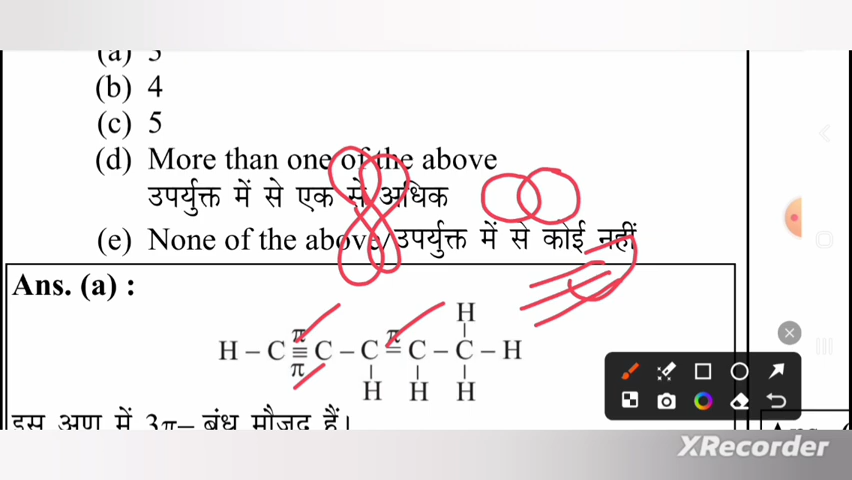 (a) 3
(b) 4
(c) 5
(d) More than one of the above
उपर्युक्त में से एक से अधिक
(e) None of the above/उपर्युक्त में से कोई नहीं
Ans. (a) :
H
π π
H – C ≡ C – C = C – C – H
π
H H H
इस अणु में 3π– बंध मौजूद हैं।
XRecorder